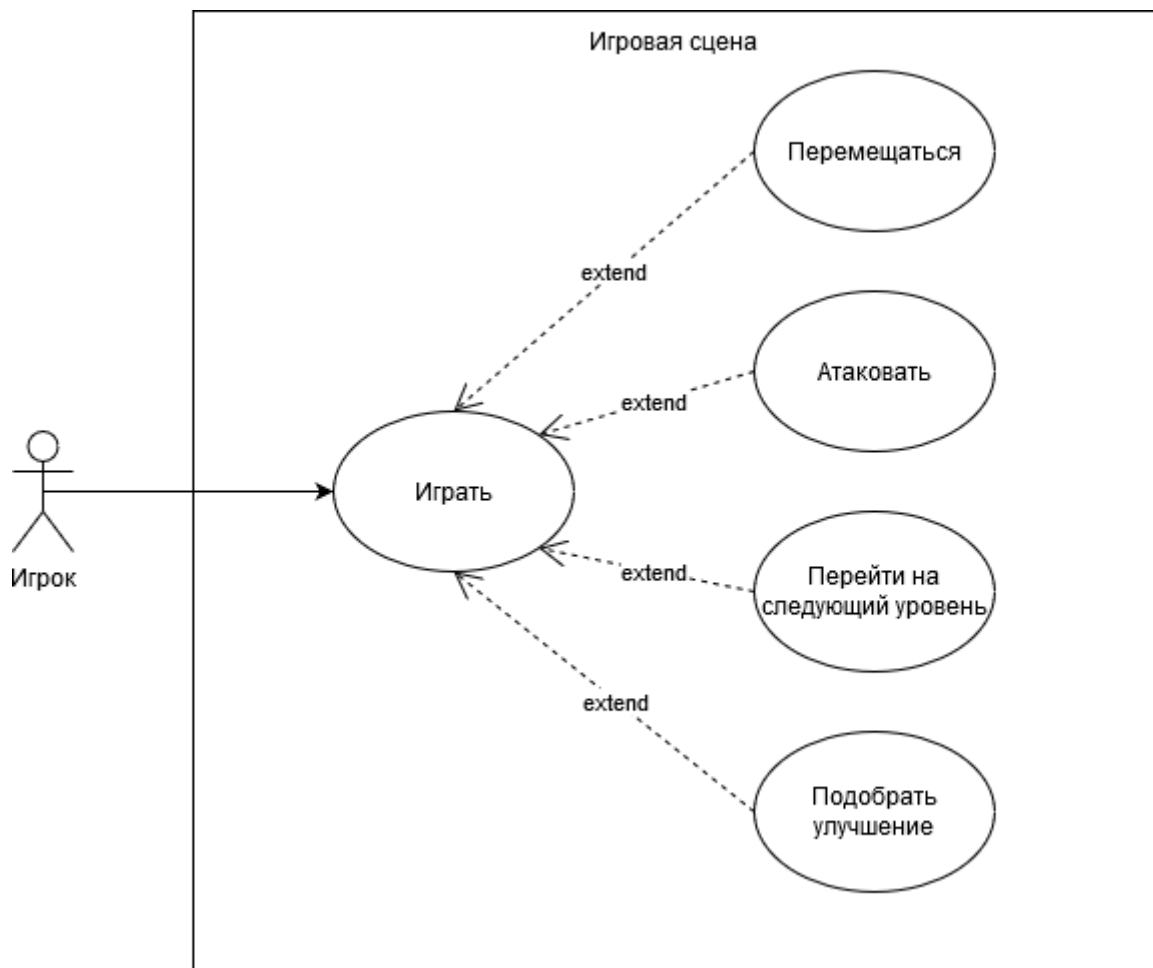 Игровая сцена
Перемещаться
extend
Атаковать
extend
Играть
Игрок
extend
Перейти на
следующий уровень
extend
Подобрать
улучшение